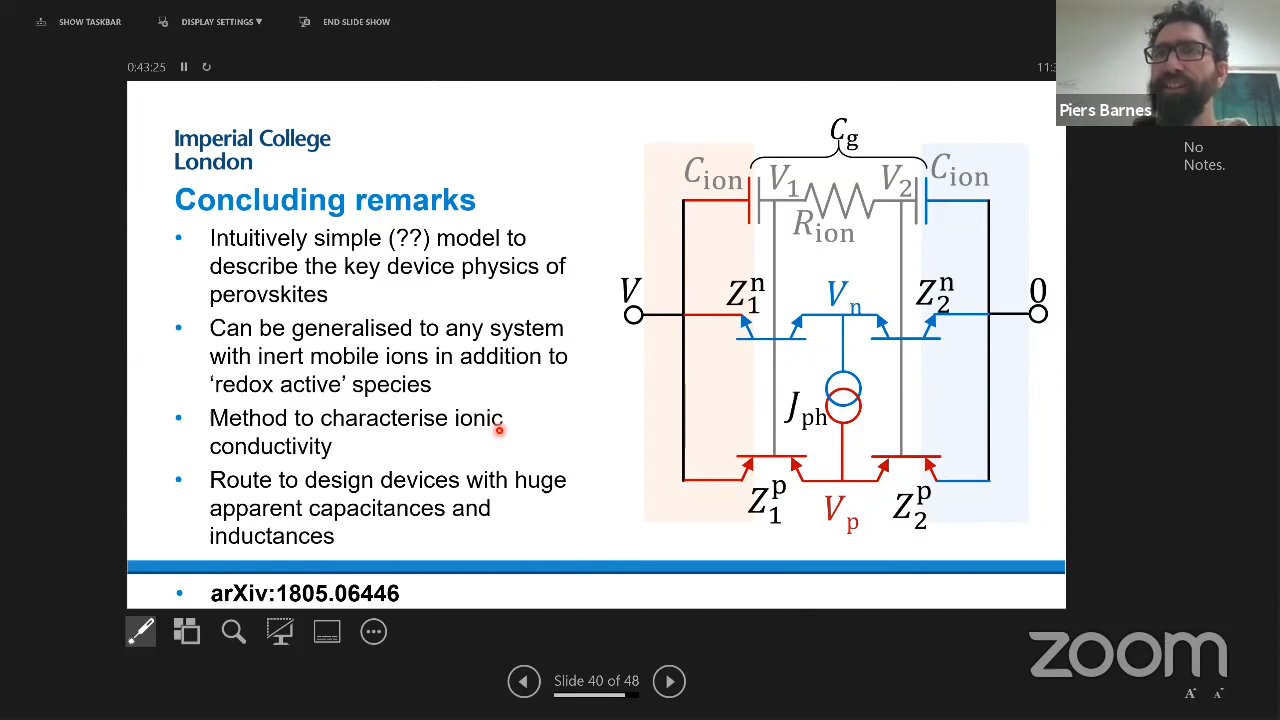 SHOW TASKBAR
DISPLAY SETTINGS ▼
END SLIDE SHOW
0:43:25
11:3
Piers Barnes
No
Notes.
Imperial College
London
Concluding remarks
• Intuitively simple (??) model to
describe the key device physics of
perovskites
• Can be generalised to any system
with inert mobile ions in addition to
‘redox active’ species
• Method to characterise ionic
conductivity
• Route to design devices with huge
apparent capacitances and
inductances
• arXiv:1805.06446
Cg
Cion
V1
V2
Cion
Rion
V
Z1n
Vn
Z2n
0
Jph
Z1p
Vp
Z2p
Slide 40 of 48
zoom
A A